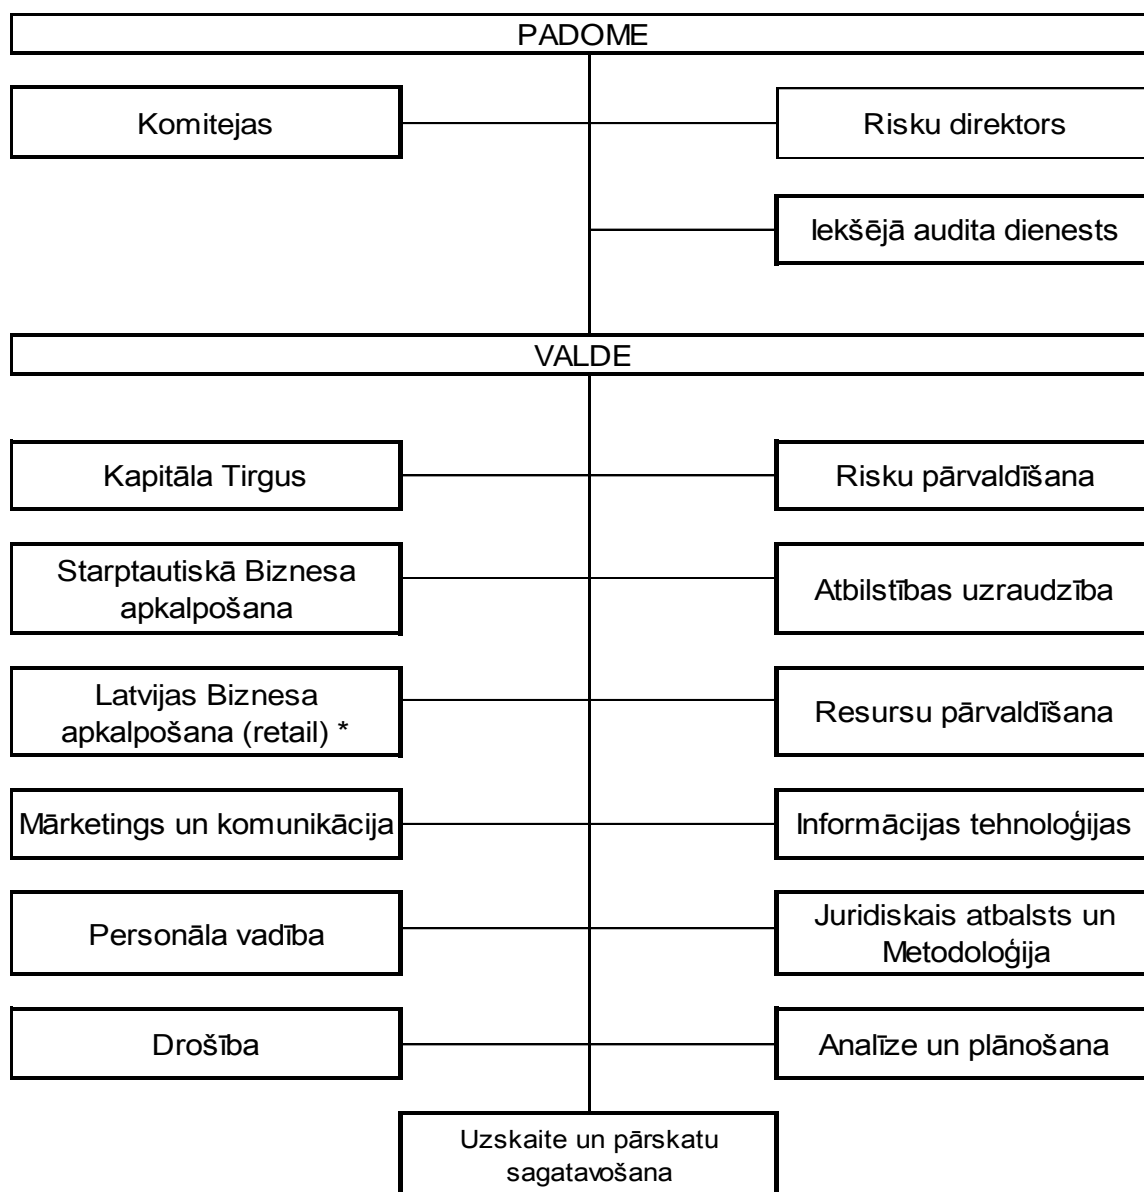 PADOME
Komitejas
Risku direktors
Iekšējā audita dienests
VALDE
Kapitāla Tirgus
Risku pārvaldīšana
Starptautiskā Biznesa
apkalpošana
Atbilstības uzraudzība
Latvijas Biznesa
apkalpošana (retail) *
Resursu pārvaldīšana
Mārketings un komunikācija
Informācijas tehnoloģijas
Personāla vadība
Juridiskais atbalsts un
Metodoloģija
Drošība
Analīze un plānošana
Uzskaite un pārskatu
sagatavošana